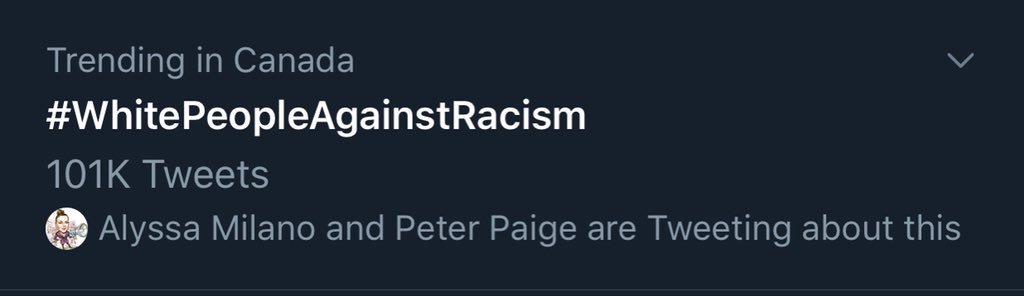 Trending in Canada
#WhitePeopleAgainstRacism
101K Tweets
Alyssa Milano and Peter Paige are Tweeting about this